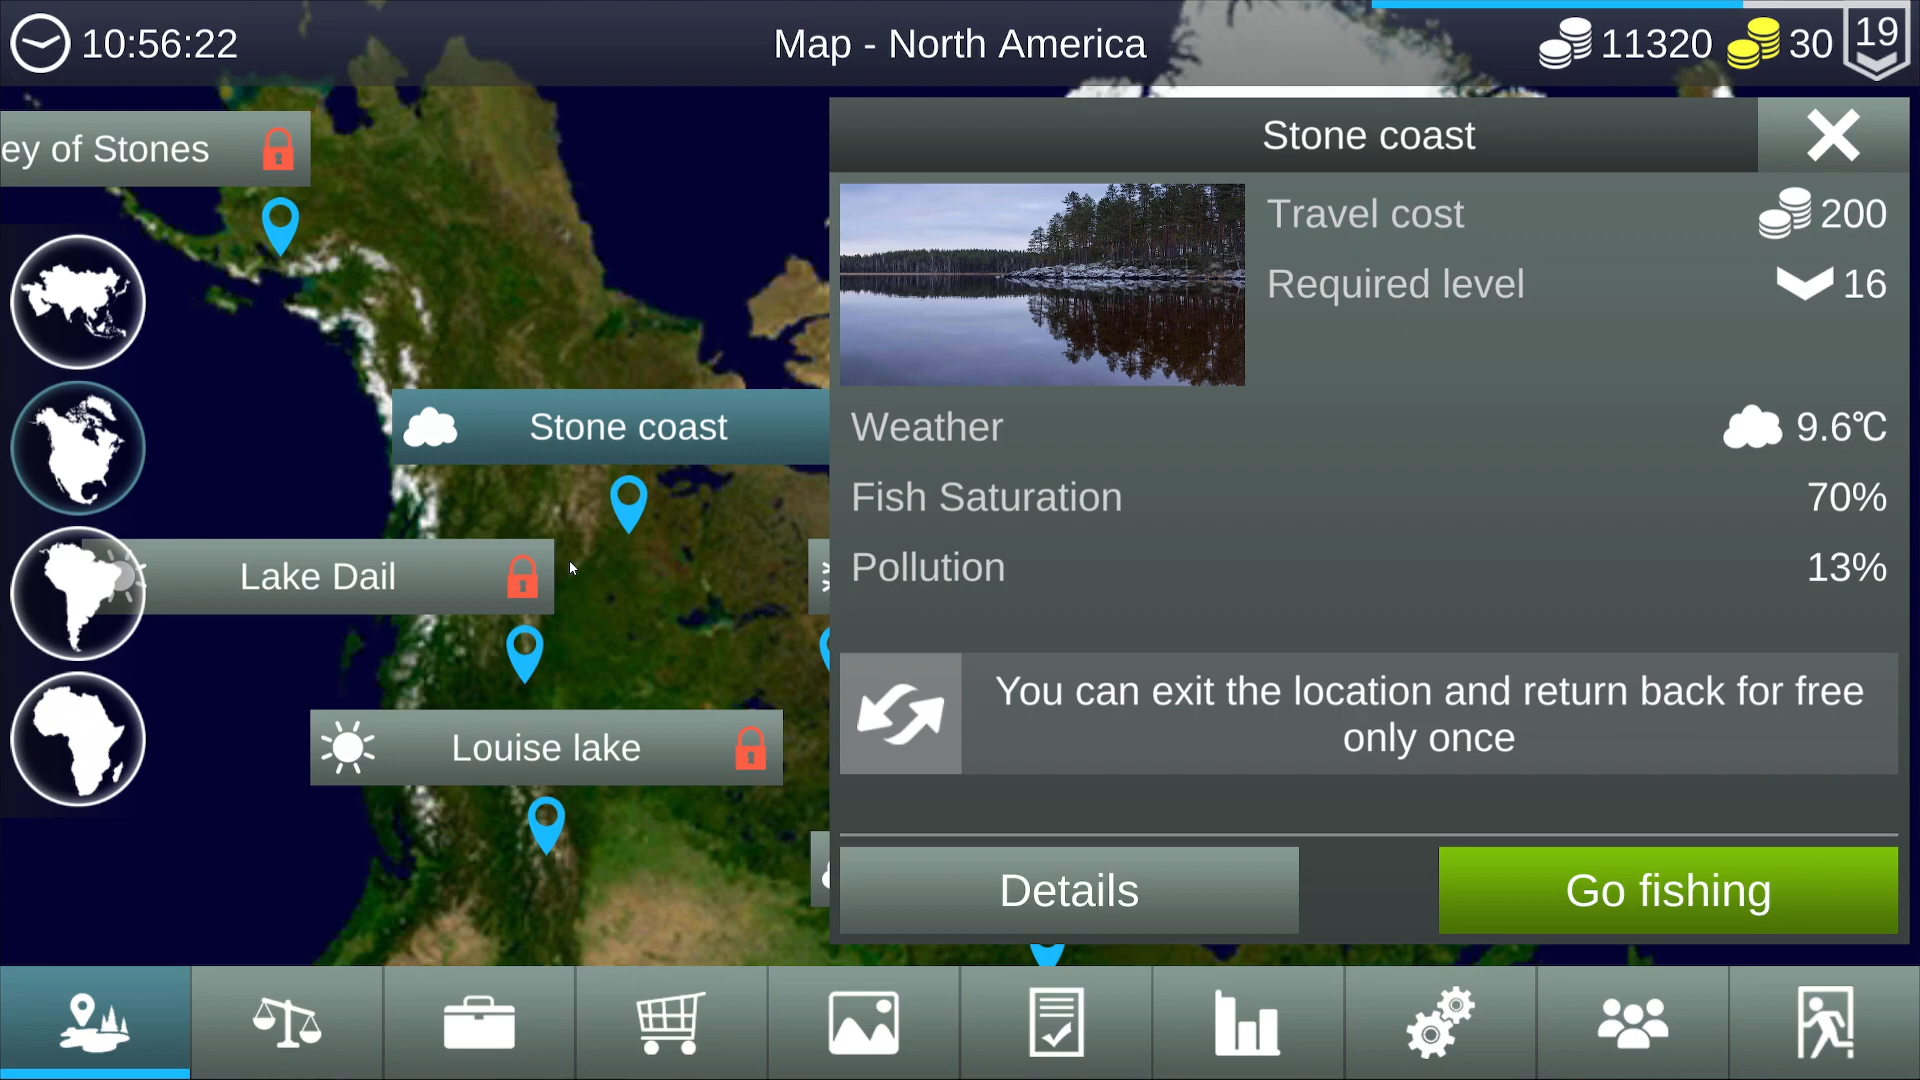 10:56:22
Map - North America
11320
30
19
ey of Stones
Stone coast
Travel cost
200
Required level
16
Stone coast
Weather
9.6℃
Fish Saturation
70%
Lake Dail
Pollution
13%
Louise lake
You can exit the location and return back for free
only once
Details
Go fishing